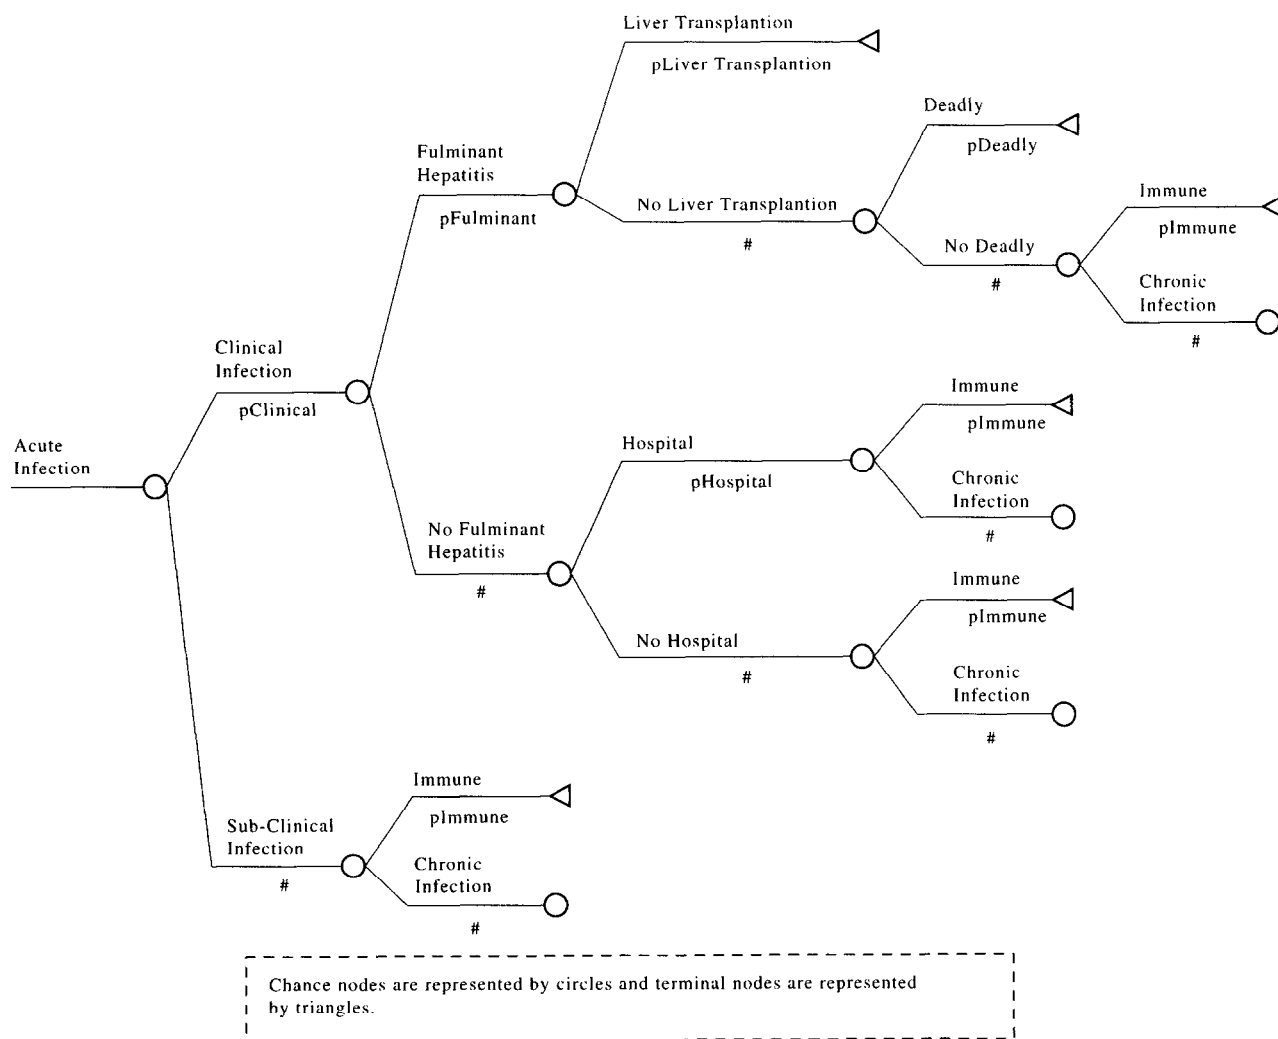 Liver Transplantion
pLiver Transplantion
Deadly
pDeadly
Fulminant
Hepatitis
pFulminant
No Liver Transplantion
#
Immune
pImmune
No Deadly
#
Chronic
Infection
#
Clinical
Infection
pClinical
Immune
pImmune
Acute
Infection
Hospital
pHospital
Chronic
Infection
#
No Fulminant
Hepatitis
#
Immune
pImmune
No Hospital
#
Chronic
Infection
#
Immune
pImmune
Sub-Clinical
Infection
#
Chronic
Infection
#
Chance nodes are represented by circles and terminal nodes are represented
by triangles.